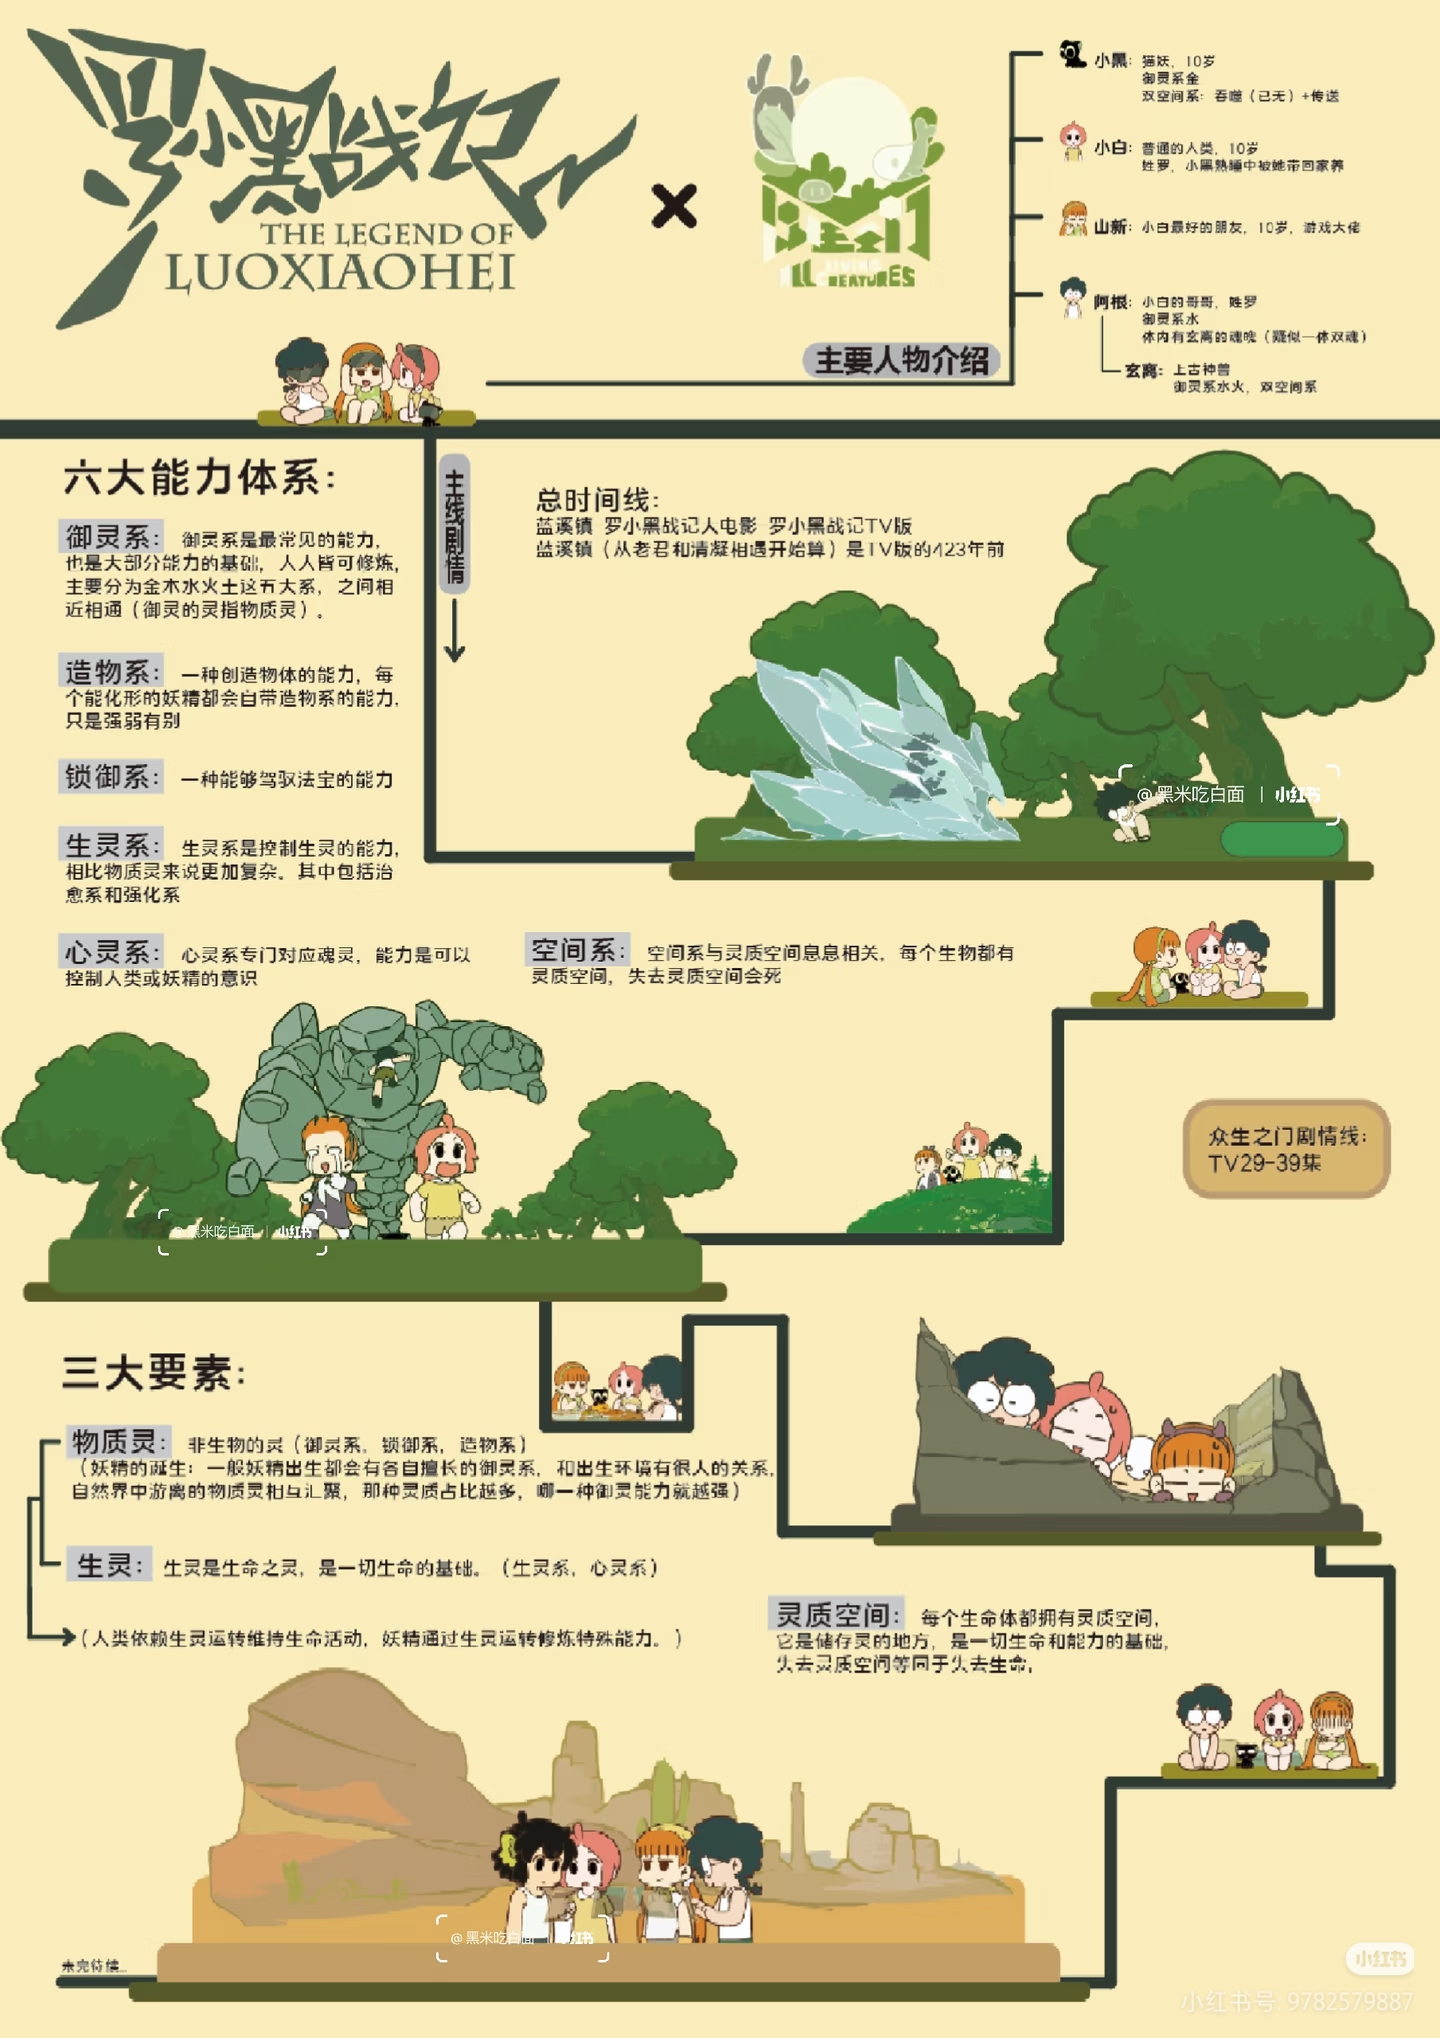 罗小黑战记
THE LEGEND OF
LUOXIAOHEI
众生之门
ALL LIVING CREATURES
小黑：猫妖，10岁
御灵系金
双空间系：吞噬（已无）+传送
小白：普通的人类，10岁
姓罗，小黑熟睡中被她带回家养
山新：小白最好的朋友，10岁，游戏大佬
阿根：小白的哥哥，姓罗
御灵系水
体内有玄离的魂魄（疑似一体双魂）
玄离：上古神兽
御灵系水火，双空间系
主要人物介绍
六大能力体系：
御灵系：御灵系是最常见的能力，
也是大部分能力的基础，人人皆可修炼，
主要分为金木水火土这五大系，之间相
近相通（御灵的灵指物质灵）。
造物系：一种创造物体的能力，每
个能化形的妖精都会自带造物系的能力，
只是强弱有别
锁御系：一种能够驾驭法宝的能力
生灵系：生灵系是控制生灵的能力，
相比物质灵来说更加复杂。其中包括治
愈系和强化系
心灵系：心灵系专门对应魂灵，能力是可以
控制人类或妖精的意识
主线剧情
总时间线：
蓝溪镇-罗小黑战记大电影-罗小黑战记TV版
蓝溪镇（从老君和清凝相遇开始算）是TV版的423年前
@黑米吃白面 | 小红书
空间系：空间系与灵质空间息息相关，每个生物都有
灵质空间，失去灵质空间会死
众生之门剧情线：
TV29-39集
@黑米吃白面 | 小红书
三大要素：
物质灵：非生物的灵（御灵系，锁御系，造物系）
（妖精的诞生：一般妖精出生都会有各自擅长的御灵系，和出生环境有很大的关系，
自然界中游离的物质灵相互汇聚，那种灵质占比越多，哪一种御灵能力就越强）
生灵：生灵是生命之灵，是一切生命的基础。（生灵系，心灵系）
（人类依赖生灵运转维持生命活动，妖精通过生灵运转修炼特殊能力。）
灵质空间：每个生命体都拥有灵质空间，
它是储存灵的地方，是一切生命和能力的基础，
失去灵质空间等同于失去生命。
@黑米吃白面 | 小红书
未完待续...
小红书
小红书号: 9782579887